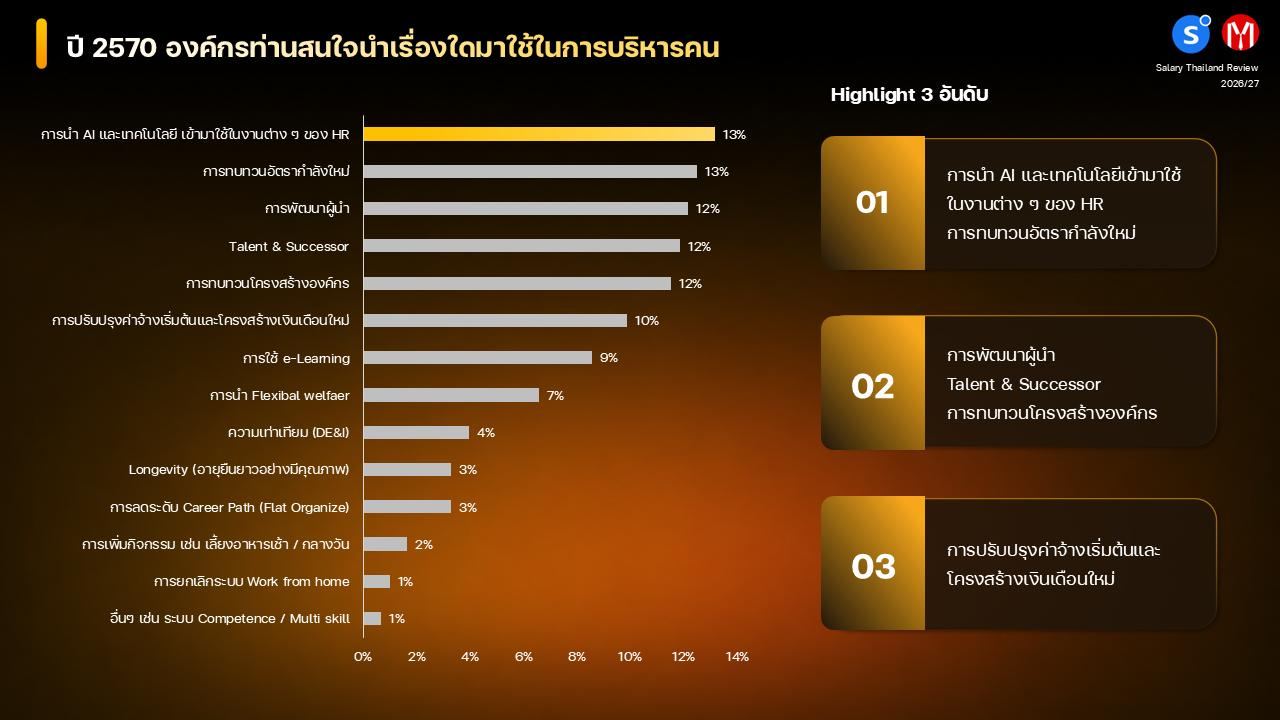 ปี 2570 องค์กรท่านสนใจนำเรื่องใดมาใช้ในการบริหารคน
S
Salary Thailand Review
2026/27
การนำ AI และเทคโนโลยี เข้ามาใช้ในงานต่าง ๆ ของ HR 13%
การทบทวนอัตรากำลังใหม่ 13%
การพัฒนาผู้นำ 12%
Talent & Successor 12%
การทบทวนโครงสร้างองค์กร 12%
การปรับปรุงค่าจ้างเริ่มต้นและโครงสร้างเงินเดือนใหม่ 10%
การใช้ e-Learning 9%
การนำ Flexibal welfaer 7%
ความเท่าเทียม (DE&I) 4%
Longevity (อายุยืนยาวอย่างมีคุณภาพ) 3%
การลดระดับ Career Path (Flat Organize) 3%
การเพิ่มกิจกรรม เช่น เลี้ยงอาหารเช้า / กลางวัน 2%
การยกเลิกระบบ Work from home 1%
อื่นๆ เช่น ระบบ Competence / Multi skill 1%
0% 2% 4% 6% 8% 10% 12% 14%
Highlight 3 อันดับ
01
การนำ AI และเทคโนโลยีเข้ามาใช้
ในงานต่าง ๆ ของ HR
การทบทวนอัตรากำลังใหม่
02
การพัฒนาผู้นำ
Talent & Successor
การทบทวนโครงสร้างองค์กร
03
การปรับปรุงค่าจ้างเริ่มต้นและ
โครงสร้างเงินเดือนใหม่